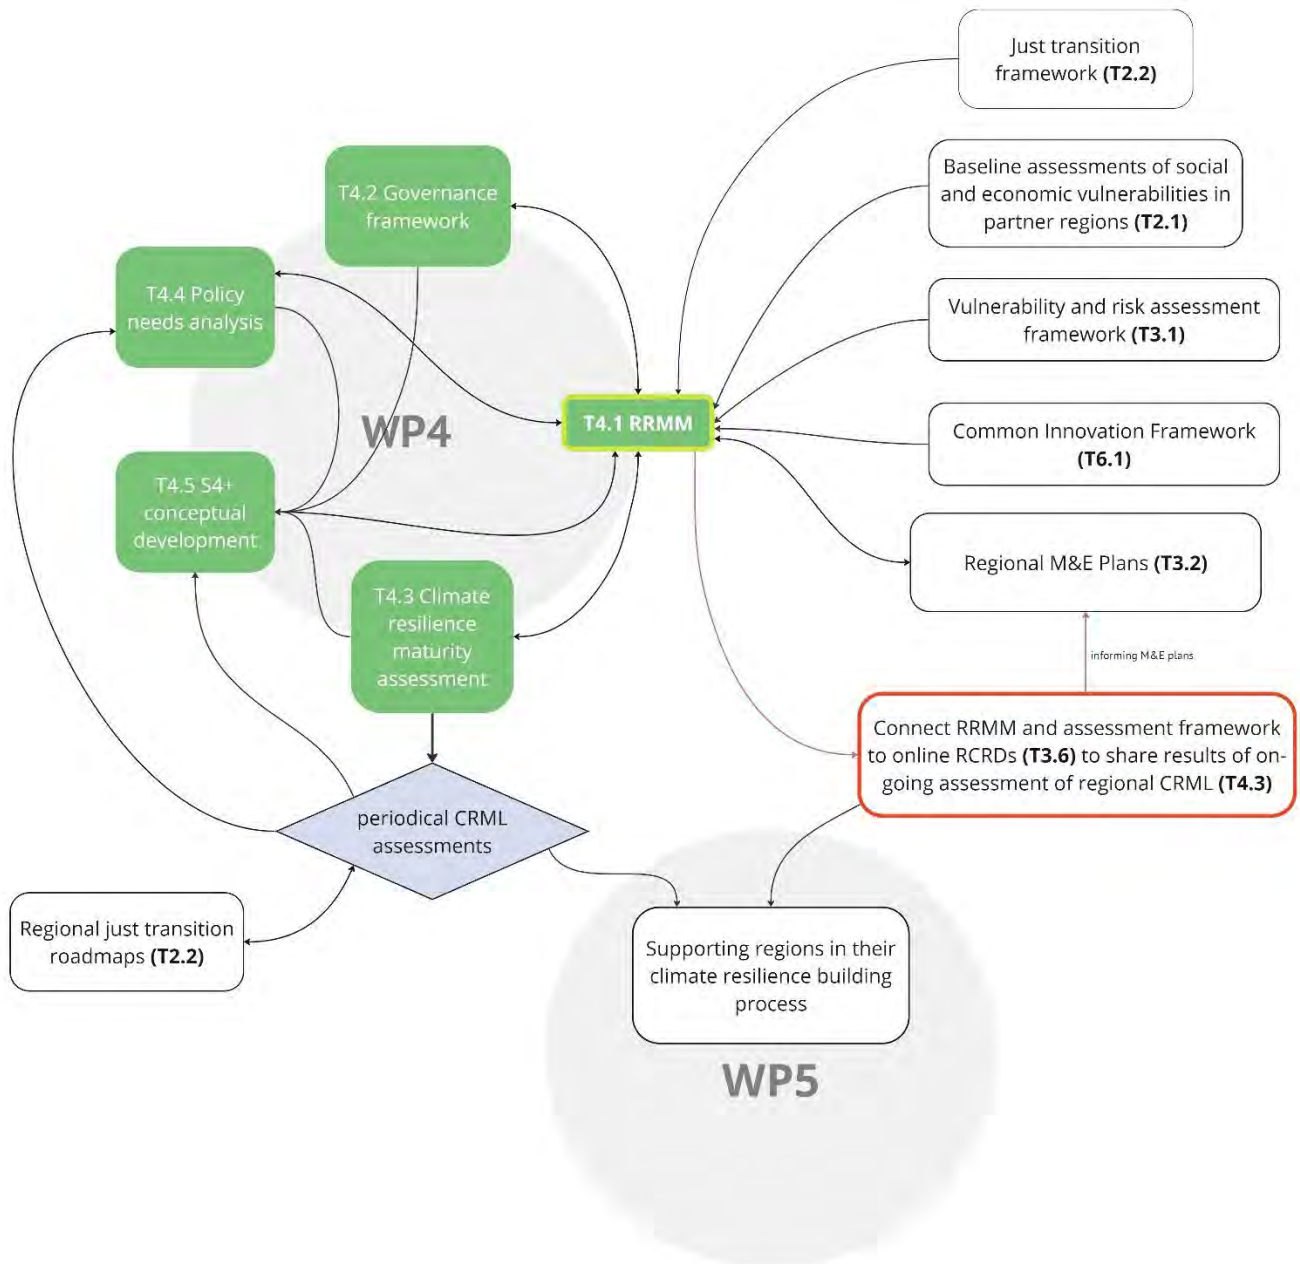 Just transition
framework (T2.2)
Baseline assessments of social
and economic vulnerabilities in
partner regions (T2.1)
T4.2 Governance
framework
T4.4 Policy
needs analysis
Vulnerability and risk assessment
framework (T3.1)
WP4
T4.1 RRMM
Common Innovation Framework
(T6.1)
T4.5 S4+
conceptual
development
Regional M&E Plans (T3.2)
T4.3 Climate
resilience
maturity
assessment
informing M&E plans
Connect RRMM and assessment framework
to online RCRDs (T3.6) to share results of on-
going assessment of regional CRML (T4.3)
periodical CRML
assessments
Regional just transition
roadmaps (T2.2)
Supporting regions in their
climate resilience building
process
WP5